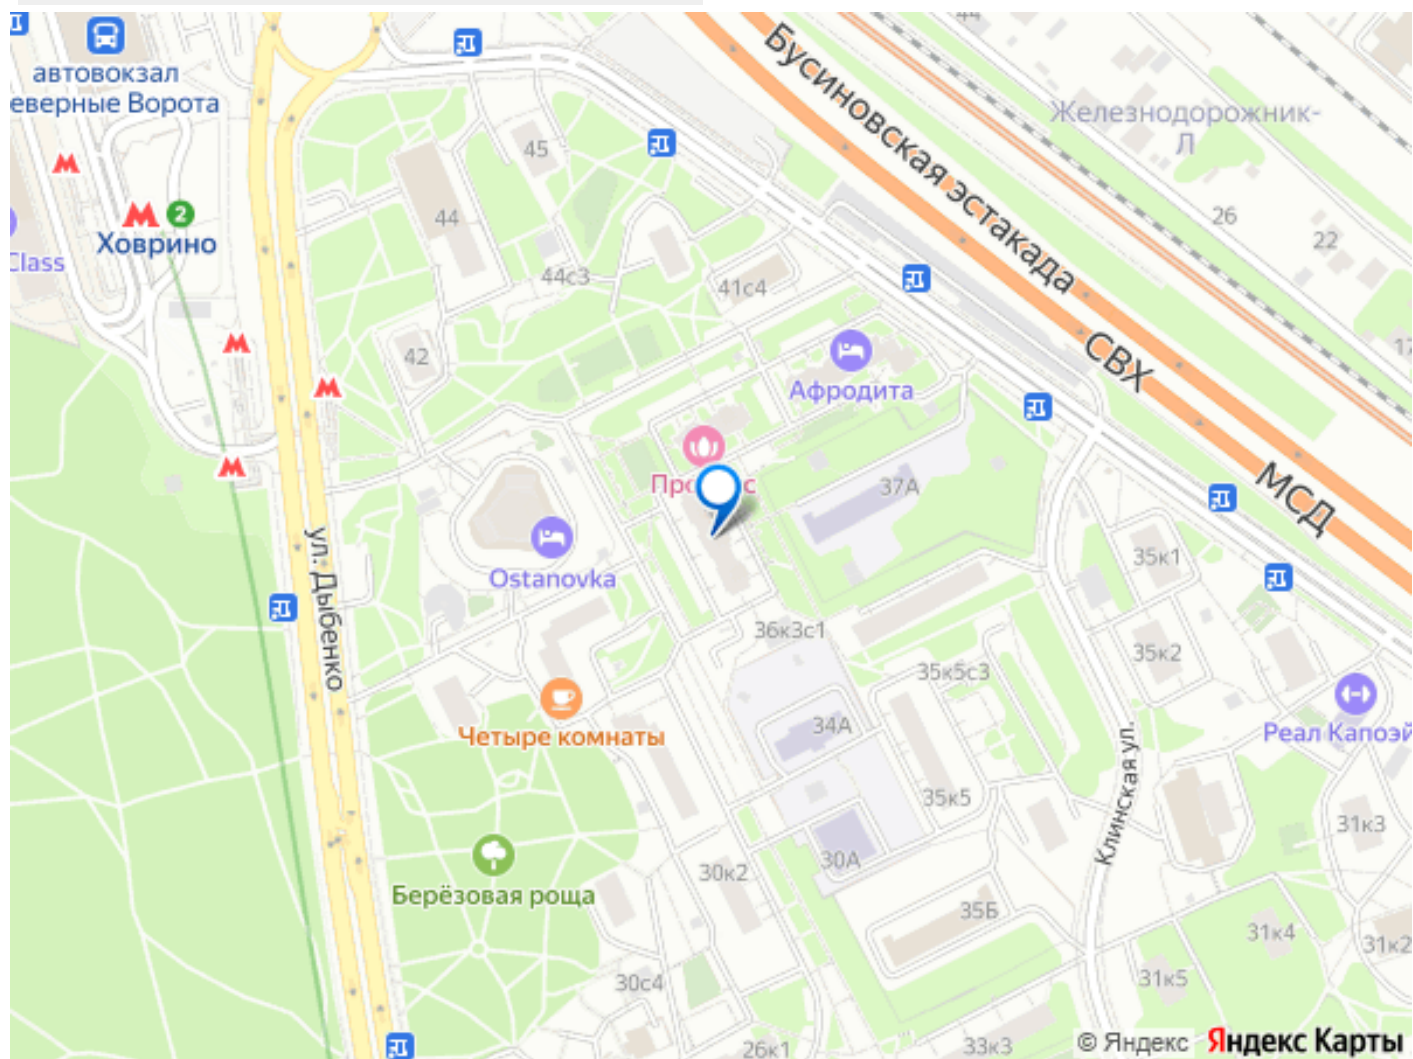 автовокзал
еверные Ворота
45
Железнодорожник-
Л
Бусиновская эстакада
44
26
22
2
Ховрино
Class
44с3
41с4
42
СВХ
Афродита
37А
МСД
ул. Дыбенко
Ostanovka
35к1
36к3с1
35к2
35к5с3
34А
Четыре комнаты
Реал Капоэй
Клинская ул.
35к5
31к3
30А
30к2
Берёзовая роща
35Б
31к4
31к2
31к5
30с4
26к1
33к3
© Яндекс Яндекс Карты